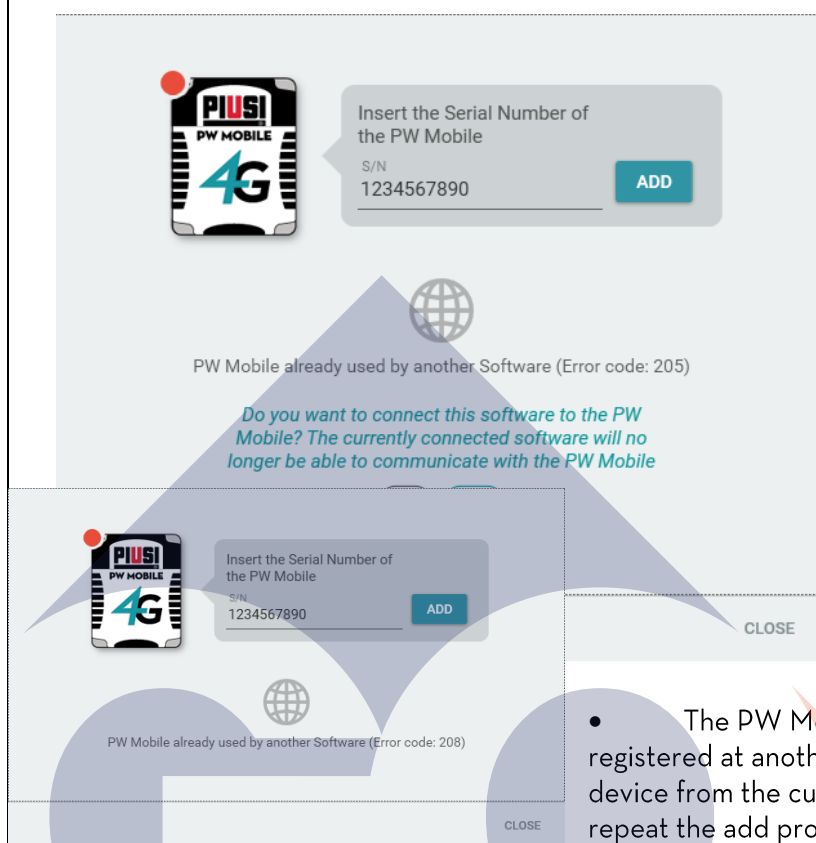 PIUSI
PW MOBILE
4G
Insert the Serial Number of
the PW Mobile
S/N
1234567890
ADD
PW Mobile already used by another Software (Error code: 205)
Do you want to connect this software to the PW
Mobile? The currently connected software will no
longer be able to communicate with the PW Mobile
CLOSE
PIUSI
PW MOBILE
4G
Insert the Serial Number of
the PW Mobile
S/N
1234567890
ADD
PW Mobile already used by another Software (Error code: 208)
CLOSE
• The PW
registered at
device from the
repeat the add